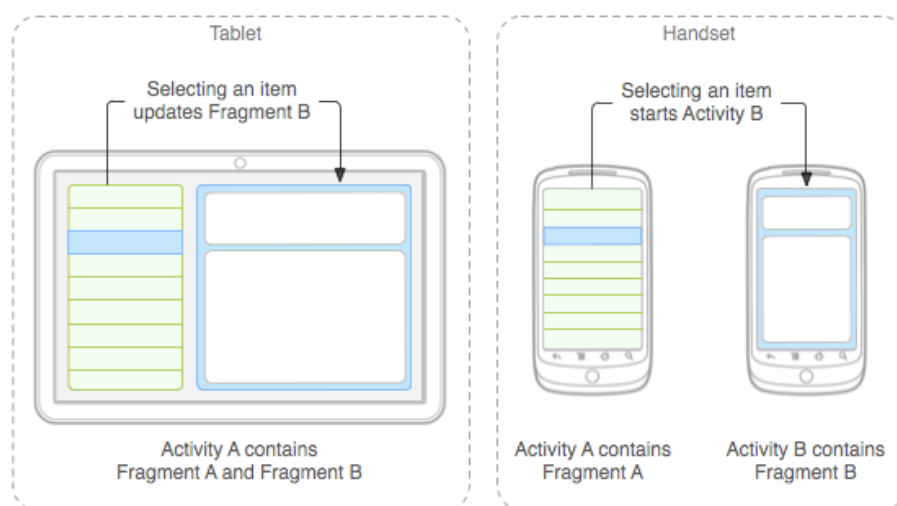 Tablet
Selecting an item
updates Fragment B
Activity A contains
Fragment A and Fragment B
Handset
Selecting an item
starts Activity B
Activity A contains
Fragment A
Activity B contains
Fragment B